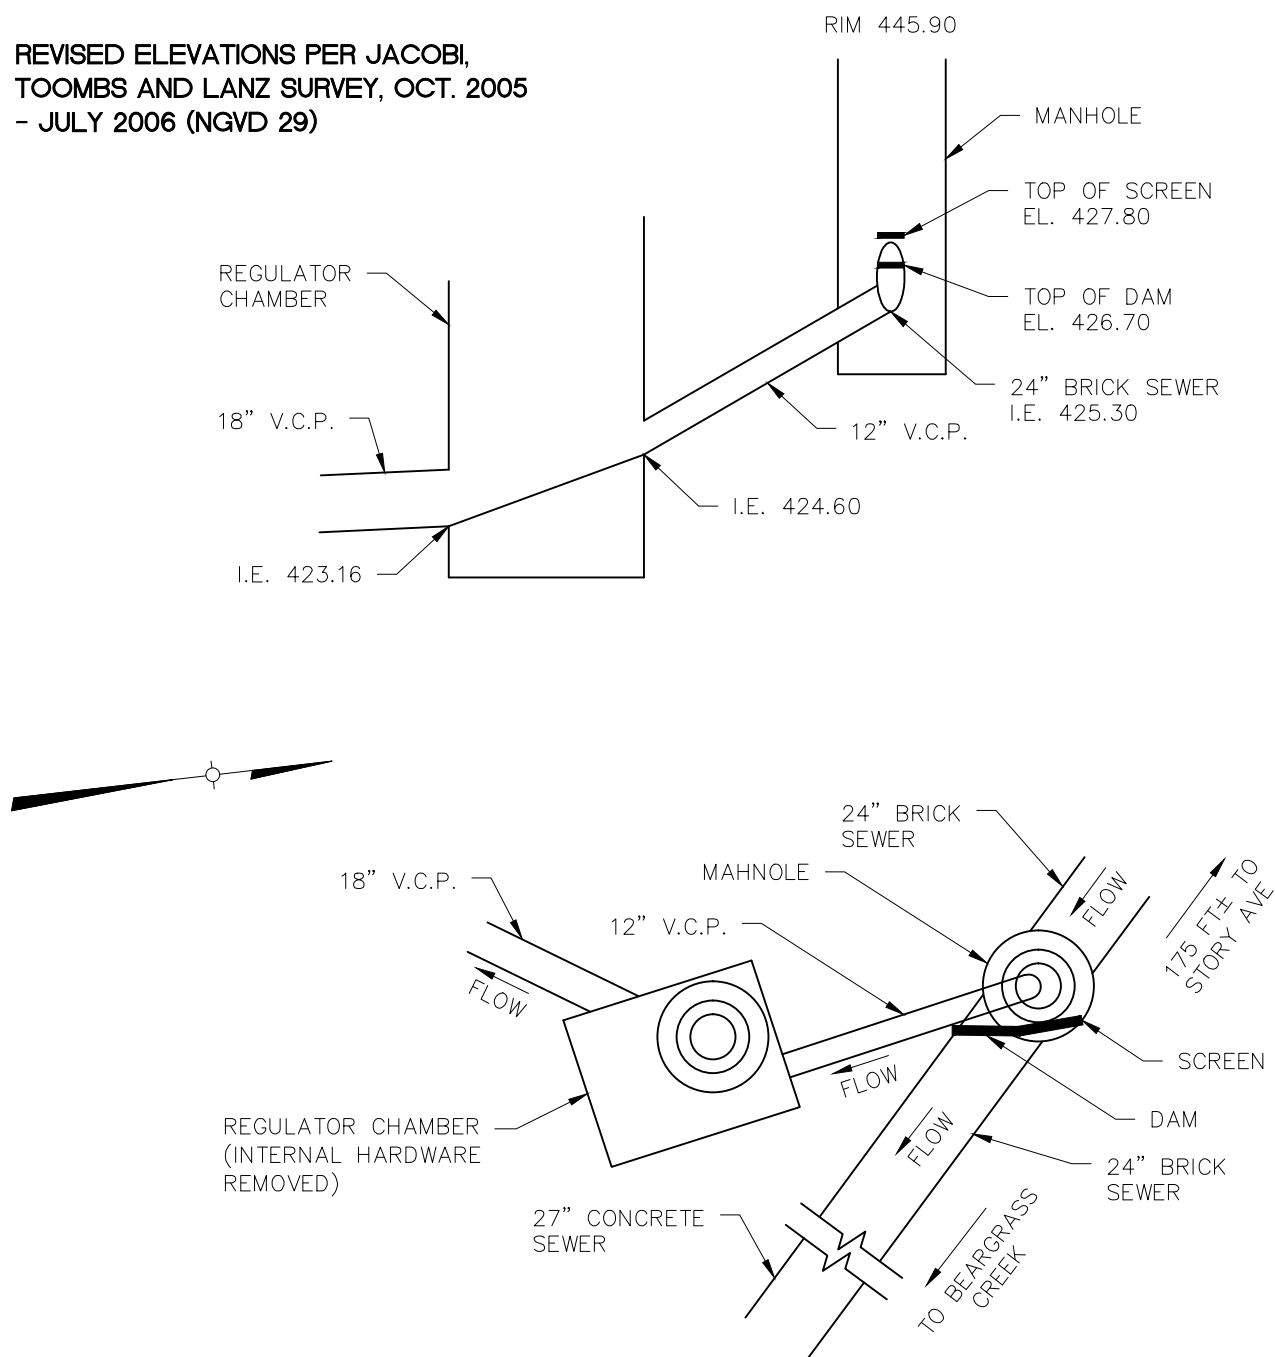 RIM 445.90
REVISED ELEVATIONS PER JACOBI,
TOOMBS AND LANZ SURVEY, OCT. 2005
- JULY 2006 (NGVD 29)
MANHOLE
TOP OF SCREEN
EL. 427.80
REGULATOR
CHAMBER
TOP OF DAM
EL. 426.70
24" BRICK SEWER
I.E. 425.30
18" V.C.P.
12" V.C.P.
I.E. 424.60
I.E. 423.16
24" BRICK
SEWER
MAHNOLE
18" V.C.P.
12" V.C.P.
FLOW
175 FT± TO
STORY AVE
FLOW
FLOW
SCREEN
DAM
REGULATOR CHAMBER
(INTERNAL HARDWARE
REMOVED)
FLOW
24" BRICK
SEWER
27" CONCRETE
SEWER
TO BEARGRASS
CREEK